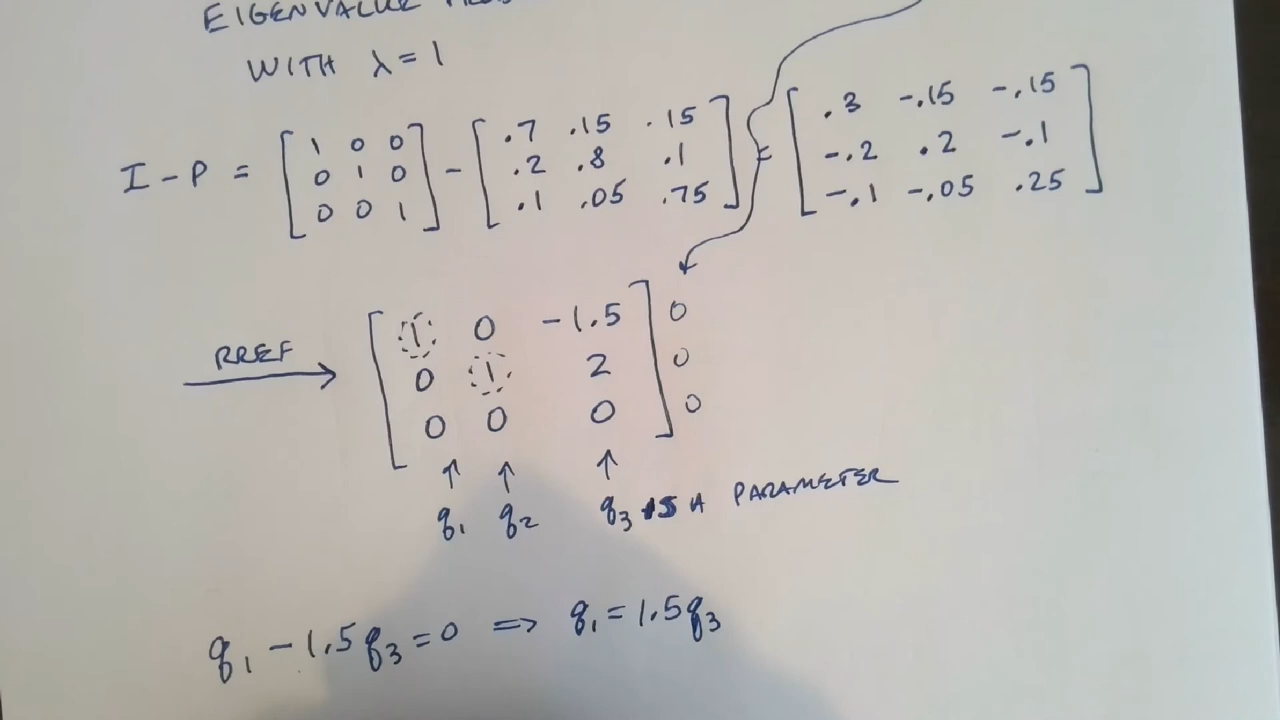 EIGENVALUE
WITH λ = 1
I - P = [1 0 0; 0 1 0; 0 0 1] - [.7 .15 .15; .2 .8 .1; .1 .05 .75] = [.3 -.15 -.15; -.2 .2 -.1; -.1 -.05 .25]
RREF → [1 0 -1.5; 0 1 2; 0 0 0] 0 0 0
↑ ↑ ↑
q₁ q₂ q₃ IS A PARAMETER
q₁ - 1.5q₃ = 0 ⇒ q₁ = 1.5q₃